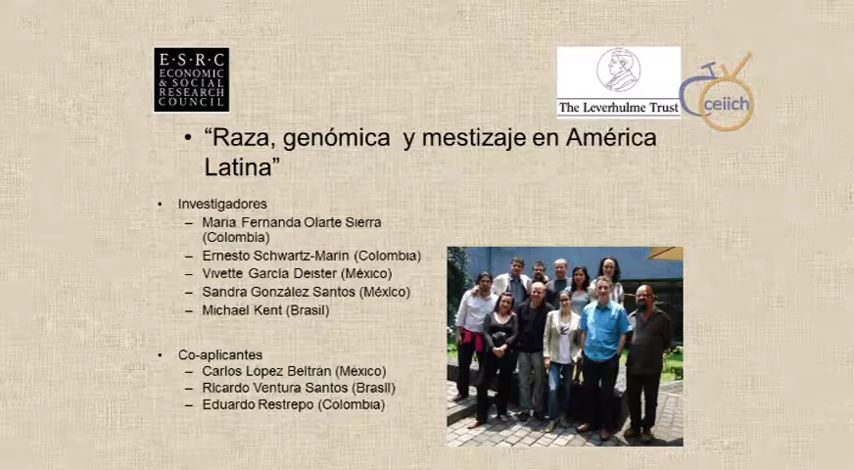 E·S·R·C
ECONOMIC
& SOCIAL
RESEARCH
COUNCIL
The Leverhulme Trust
ceiich
• “Raza, genómica y mestizaje en América
Latina”
• Investigadores
– María Fernanda Olarte Sierra
(Colombia)
– Ernesto Schwartz-Marín (Colombia)
– Vivette García Deister (México)
– Sandra González Santos (México)
– Michael Kent (Brasil)
• Co-aplicantes
– Carlos López Beltrán (México)
– Ricardo Ventura Santos (Brasil)
– Eduardo Restrepo (Colombia)